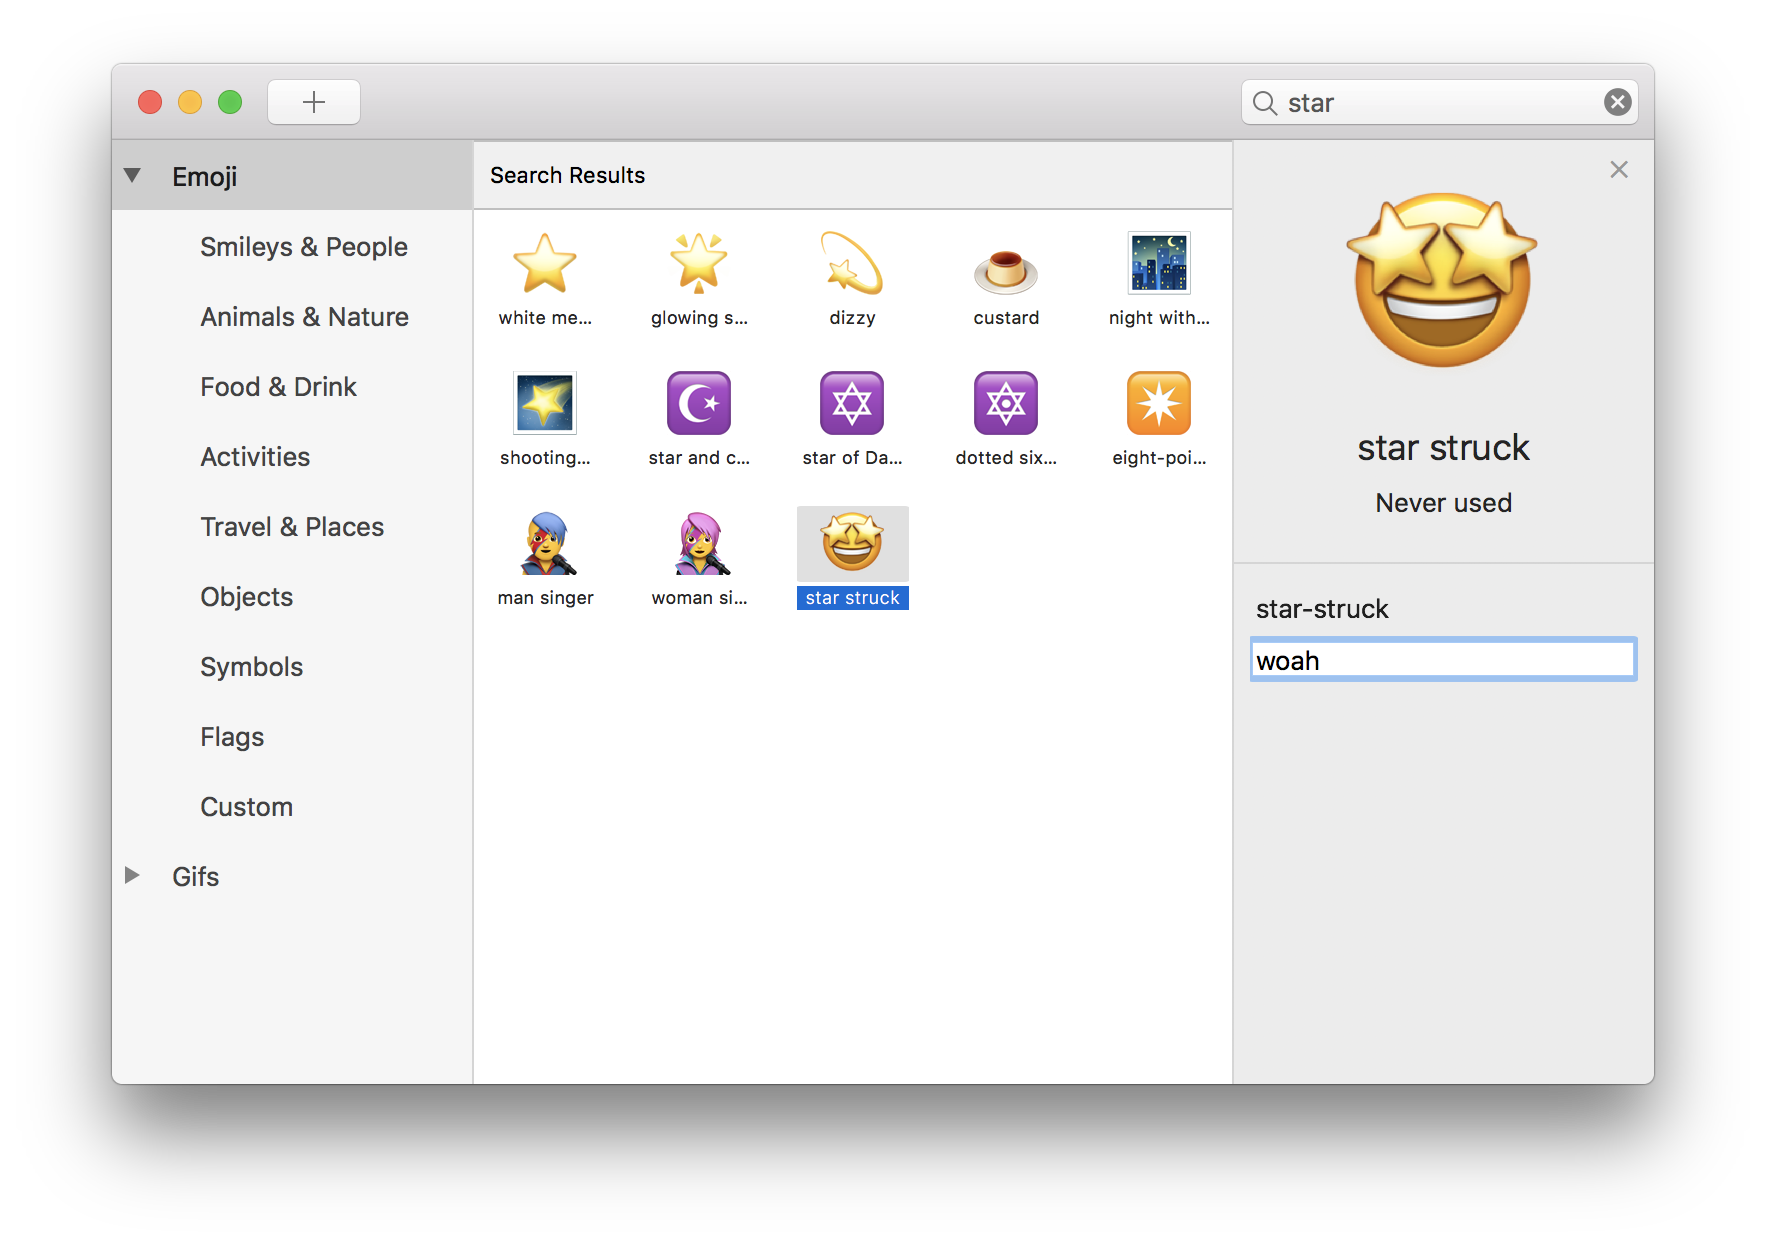 star
Emoji
Smileys & People
Animals & Nature
Food & Drink
Activities
Travel & Places
Objects
Symbols
Flags
Custom
Gifs
Search Results
white me...
glowing s...
dizzy
custard
night with...
shooting...
star and c...
star of Da...
dotted six...
eight-poi...
man singer
woman si...
star struck
star struck
Never used
star-struck
woah